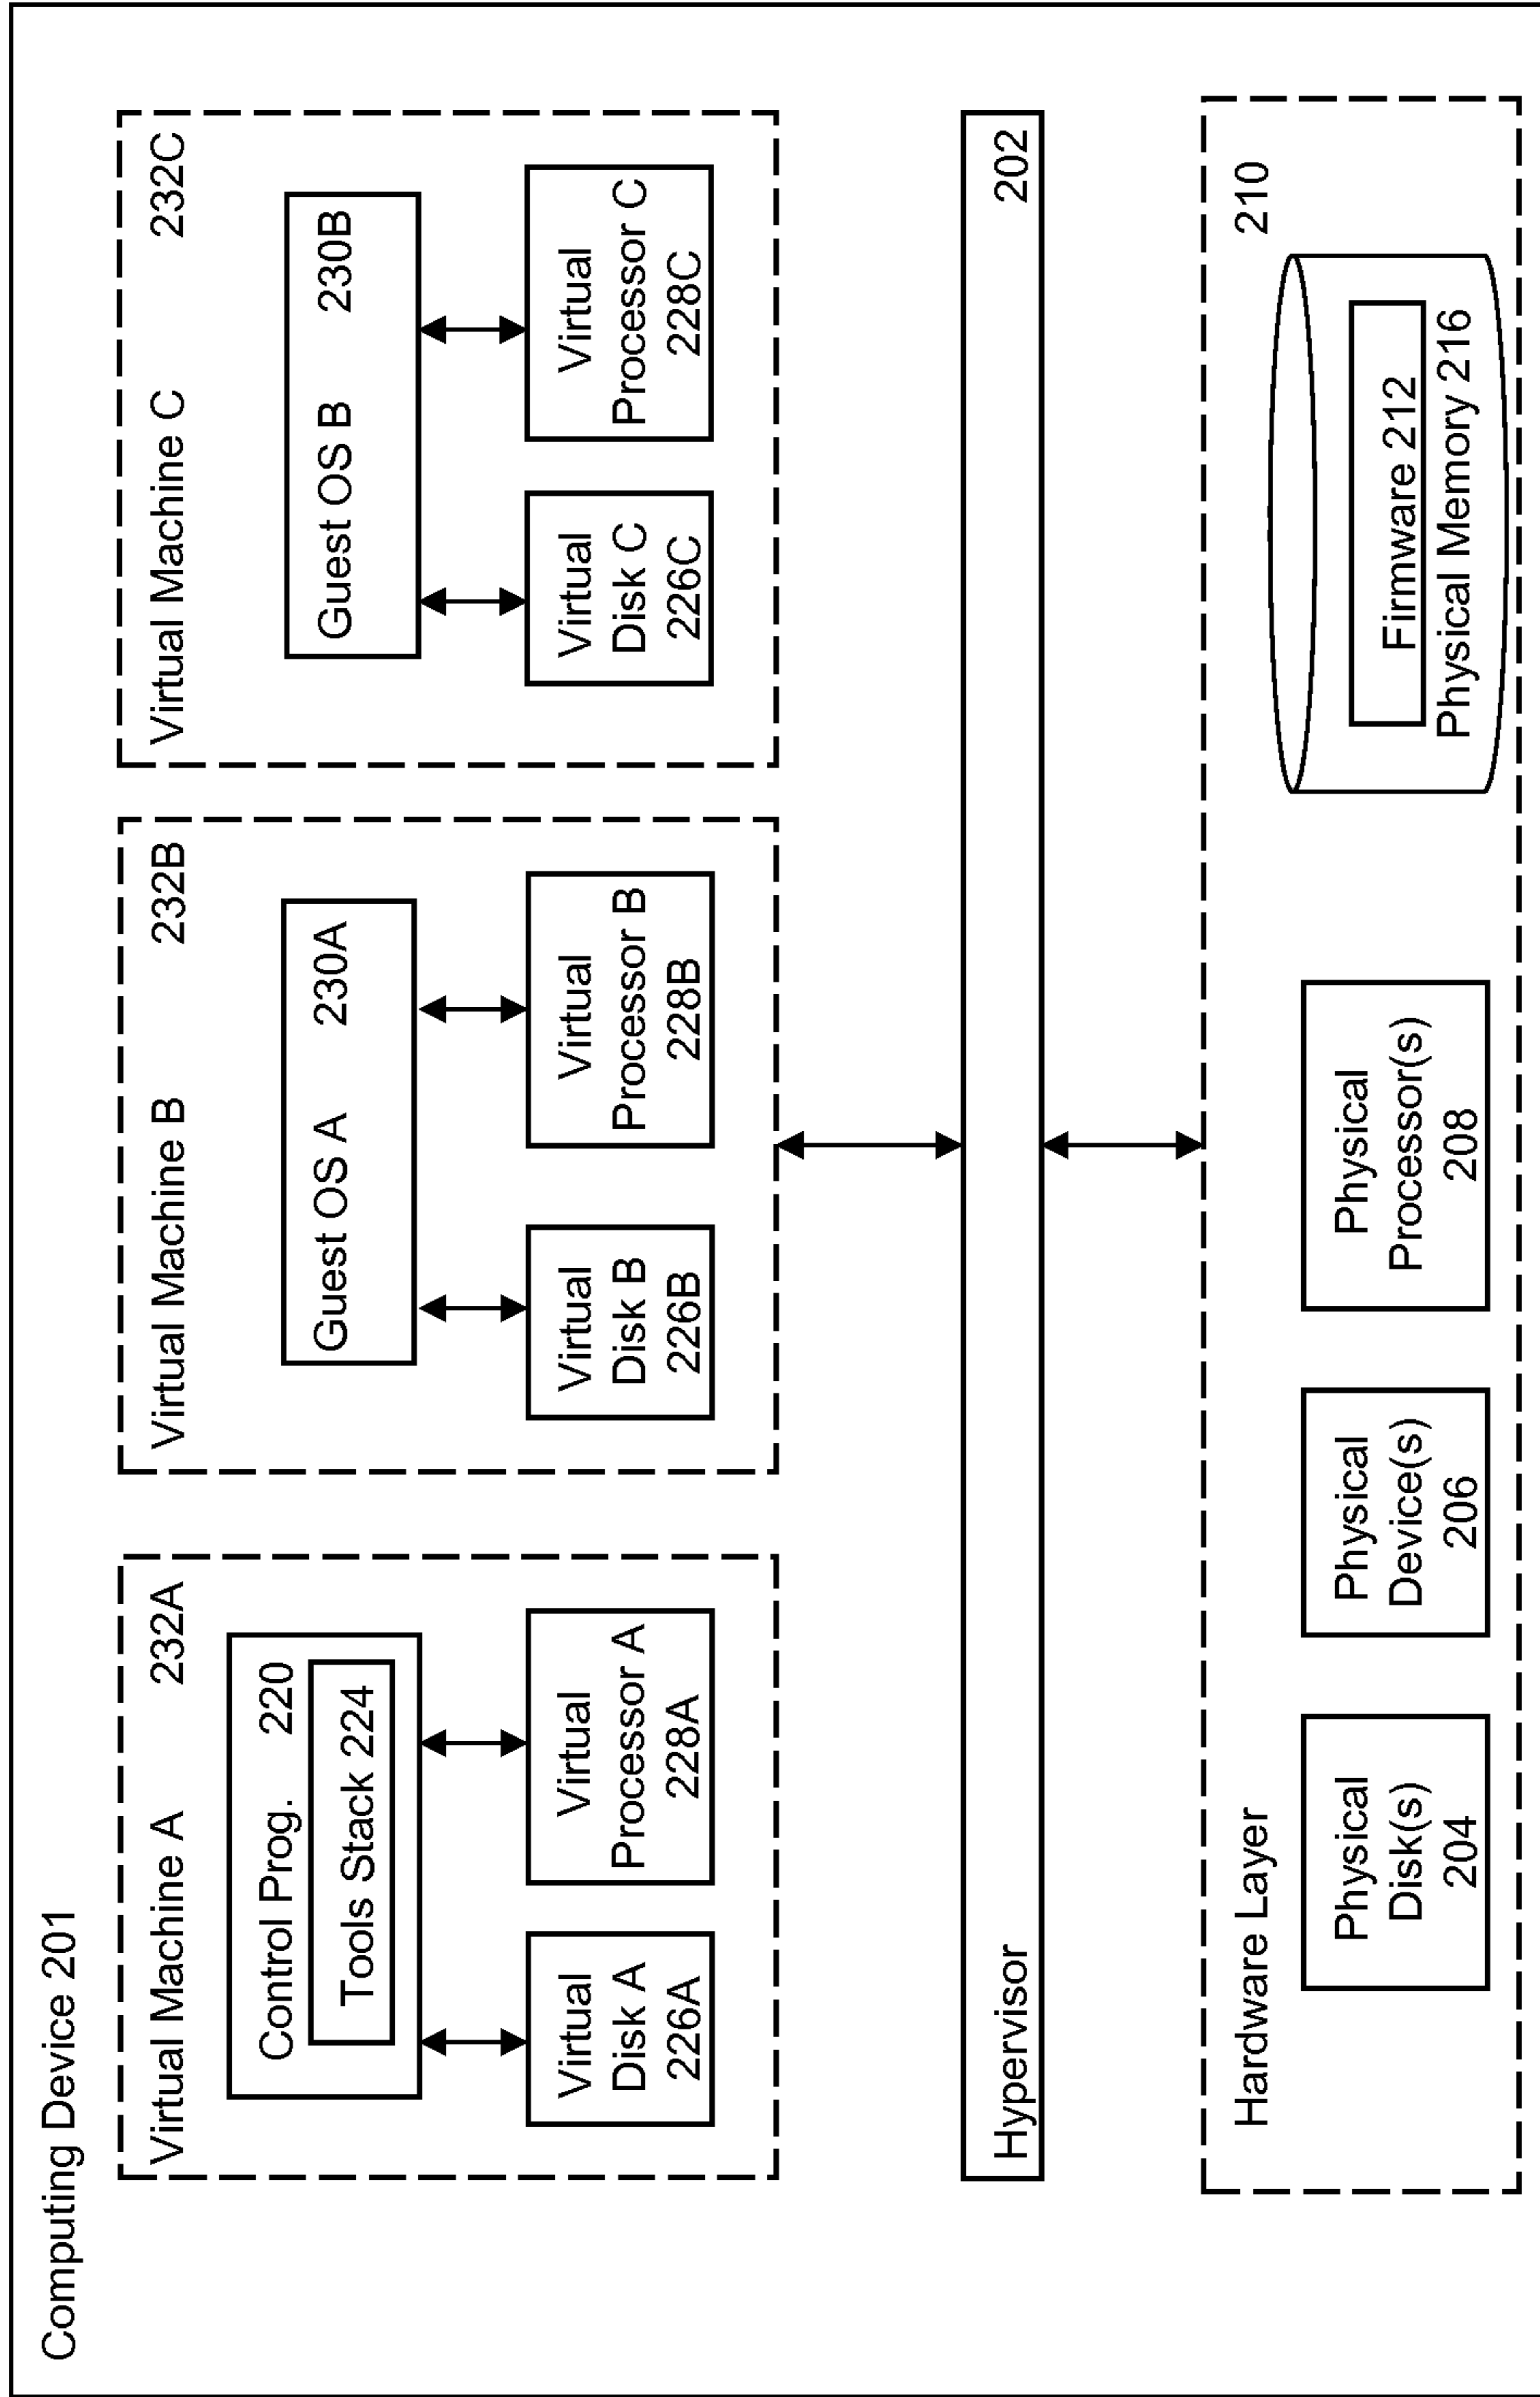 Computing Device 201
Virtual Machine A 232A
Control Prog. 220
Tools Stack 224
Virtual
Disk A
226A
Virtual
Processor A
228A
Virtual Machine B 232B
Guest OS A 230A
Virtual
Disk B
226B
Virtual
Processor B
228B
Virtual Machine C 232C
Guest OS B 230B
Virtual
Disk C
226C
Virtual
Processor C
228C
Hypervisor 202
Hardware Layer 210
Physical
Disk(s)
204
Physical
Device(s)
206
Physical
Processor(s)
208
Firmware 212
Physical Memory 216